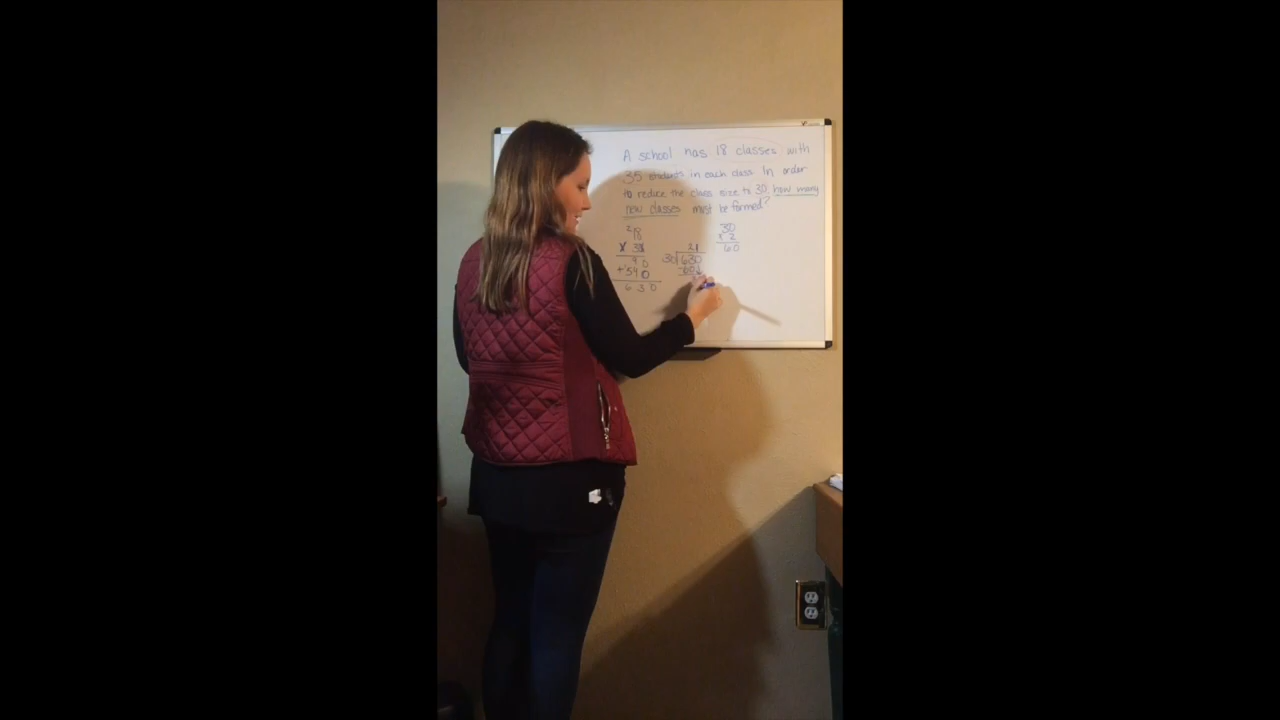 A school has 18 classes with
35 students in each class In order
to reduce the class size to 30, how many
new classes must be formed?
2
18 30
x 35 21 x 2
90 30)630 60
+540 -60↓
630